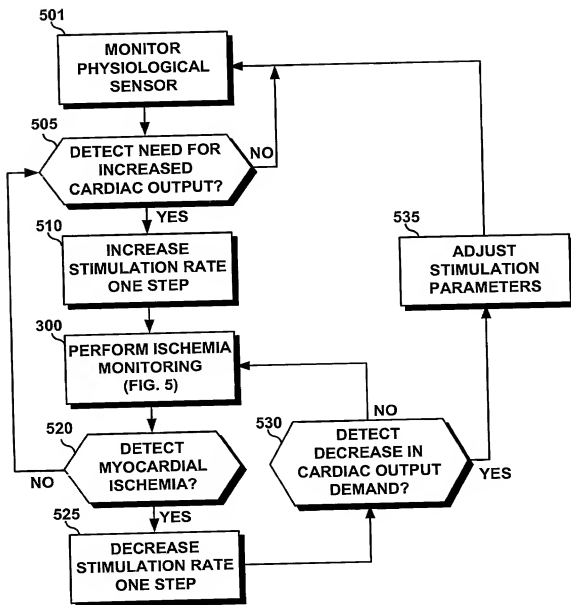 501
MONITOR
PHYSIOLOGICAL
SENSOR
505
DETECT NEED FOR
INCREASED
CARDIAC OUTPUT?
NO
YES
510
INCREASE
STIMULATION RATE
ONE STEP
535
ADJUST
STIMULATION
PARAMETERS
300
PERFORM ISCHEMIA
MONITORING
(FIG. 5)
520
DETECT
MYOCARDIAL
ISCHEMIA?
NO
YES
530
NO
DETECT
DECREASE IN
CARDIAC OUTPUT
DEMAND?
YES
525
DECREASE
STIMULATION RATE
ONE STEP